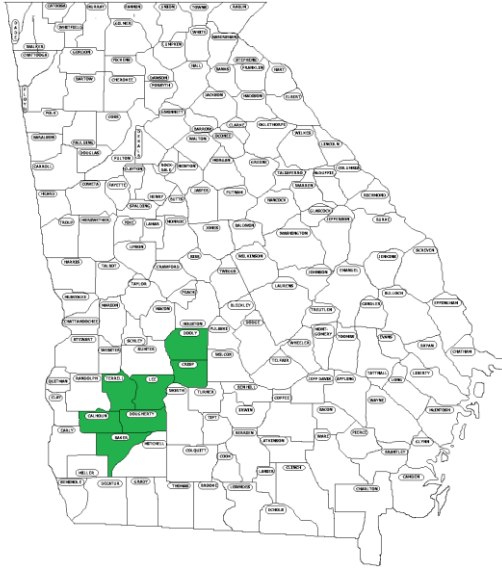 CATOOSA
MURRAY
FANNIN
UNION
TOWNS
RABUN
DADE
WALKER
WHITFIELD
GILMER
WHITE
HABERSHAM
LUMPKIN
CHATTOOGA
GORDON
PICKENS
STEPHENS
HALL
BANKS
FRANKLIN
HART
FLOYD
BARTOW
CHEROKEE
DAWSON
FORSYTH
JACKSON
MADISON
ELBERT
POLK
COBB
GWINNETT
BARROW
CLARKE
OGLETHORPE
WILKES
LINCOLN
HARALSON
PAULDING
DOUGLAS
DEKALB
WALTON
OCONEE
FULTON
CARROLL
CLAYTON
ROCK DALE
NEWTON
MORGAN
GREENE
TALIAFERRO
MCDUFFIE
COLUMBIA
WARREN
COWETA
FAYETTE
HENRY
BUTTS
JASPER
PUTNAM
HANCOCK
RICHMOND
HEARD
SPALDING
GLASCOCK
JEFFERSON
BURKE
TROUP
MERIWETHER
PIKE
LAMAR
MONROE
JONES
BALDWIN
WASHINGTON
UPSON
BIBB
WILKINSON
JENKINS
SCREVEN
HARRIS
TALBOT
CRAWFORD
TWIGGS
JOHNSON
EMANUEL
TAYLOR
PEACH
LAURENS
MUSCOGEE
MARION
MACON
HOUSTON
BLECKLEY
TREUTLEN
CANDLER
BULLOCH
EFFINGHAM
CHATTAHOOCHEE
SCHLEY
DOOLY
PULASKI
DODGE
MONT- GOMERY
TOOMBS
EVANS
BRYAN
CHATHAM
STEWART
WEBSTER
SUMTER
WILCOX
WHEELER
TELFAIR
TATTNALL
LIBERTY
QUITMAN
RANDOLPH
TERRELL
LEE
CRISP
TURNER
BEN HILL
JEFF DAVIS
APPLING
LONG
CLAY
CALHOUN
DOUGHERTY
WORTH
TIFT
IRWIN
COFFEE
BACON
WAYNE
MCINTOSH
EARLY
BAKER
MITCHELL
COLQUITT
BERRIEN
ATKINSON
WARE
PIERCE
BRANTLEY
GLYNN
MILLER
COOK
LANIER
CLINCH
CAMDEN
SEMINOLE
DECATUR
GRADY
THOMAS
BROOKS
LOWNDES
ECHOLS
CHARLTON